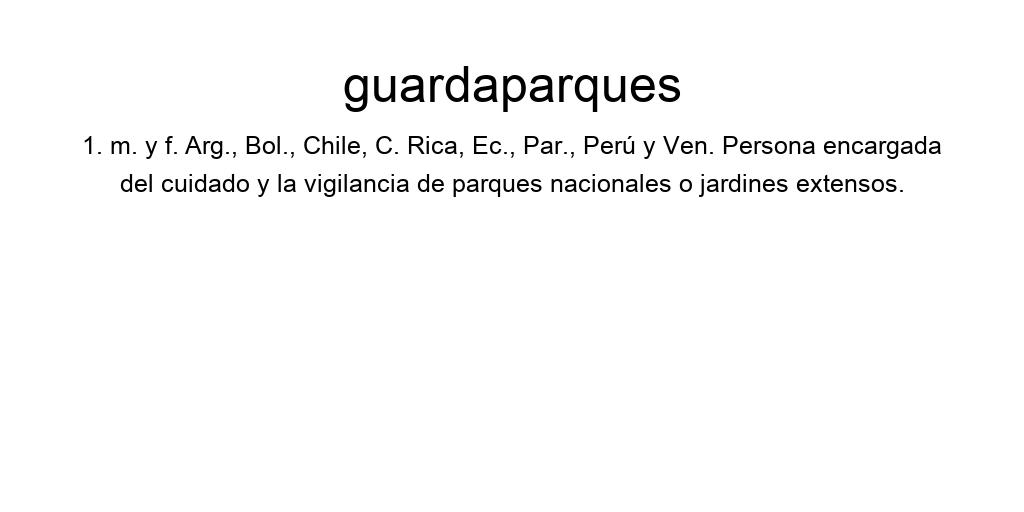 guardaparques
1. m. y f. Arg., Bol., Chile, C. Rica, Ec., Par., Perú y Ven. Persona encargada
del cuidado y la vigilancia de parques nacionales o jardines extensos.